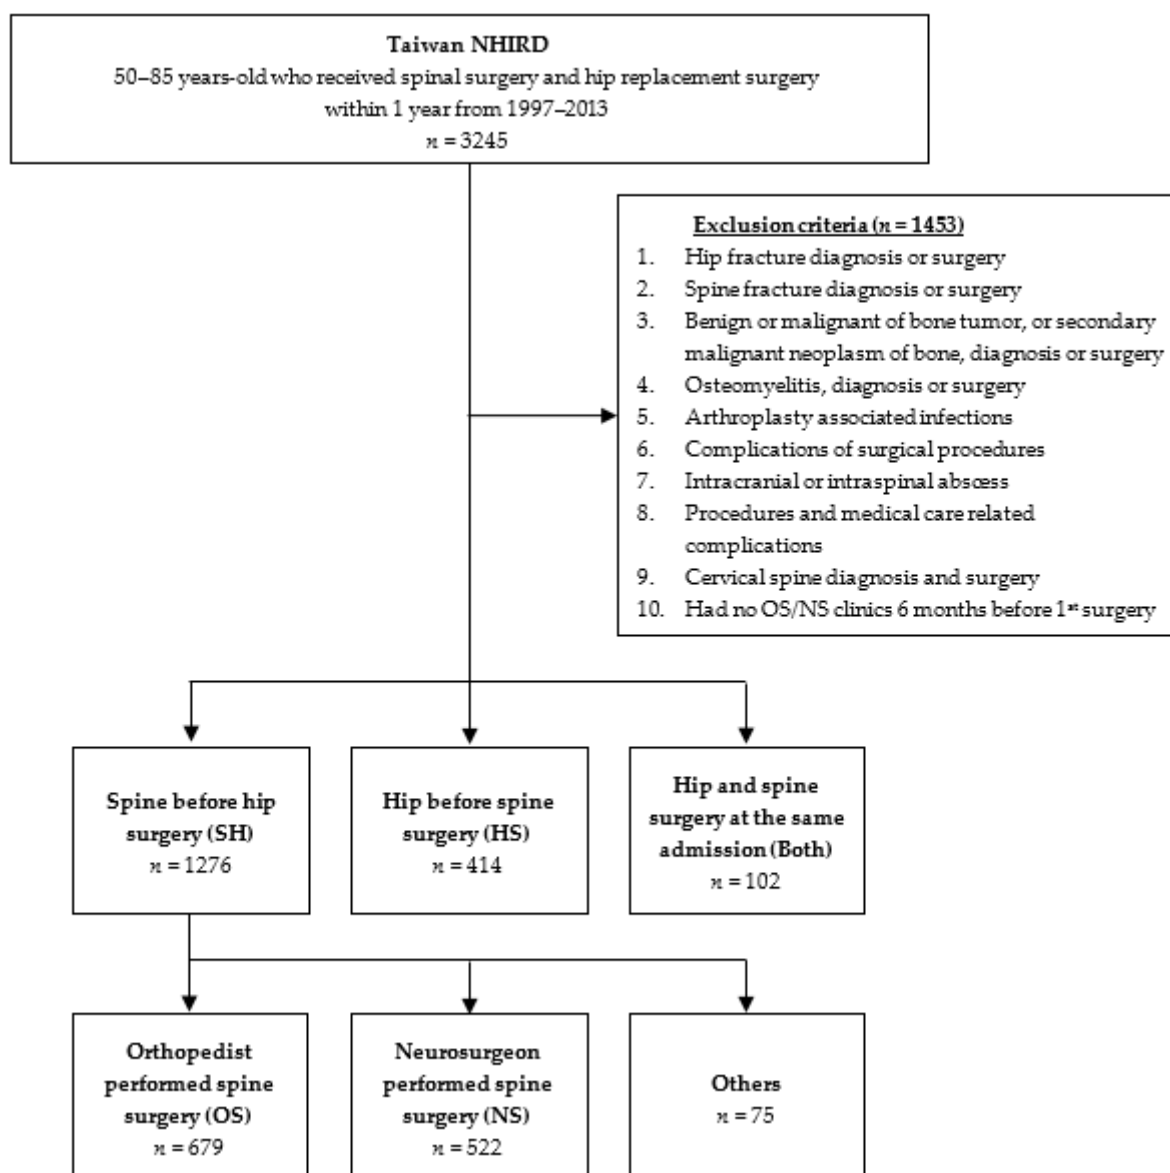 Taiwan NHIRD
50–85 years-old who received spinal surgery and hip replacement surgery
within 1 year from 1997–2013
n = 3245
Exclusion criteria (n = 1453)
1. Hip fracture diagnosis or surgery
2. Spine fracture diagnosis or surgery
3. Benign or malignant of bone tumor, or secondary
malignant neoplasm of bone, diagnosis or surgery
4. Osteomyelitis, diagnosis or surgery
5. Arthroplasty associated infections
6. Complications of surgical procedures
7. Intracranial or intraspinal abscess
8. Procedures and medical care related
complications
9. Cervical spine diagnosis and surgery
10. Had no OS/NS clinics 6 months before 1st surgery
Spine before hip
surgery (SH)
n = 1276
Hip before spine
surgery (HS)
n = 414
Hip and spine
surgery at the same
admission (Both)
n = 102
Orthopedist
performed spine
surgery (OS)
n = 679
Neurosurgeon
performed spine
surgery (NS)
n = 522
Others
n = 75